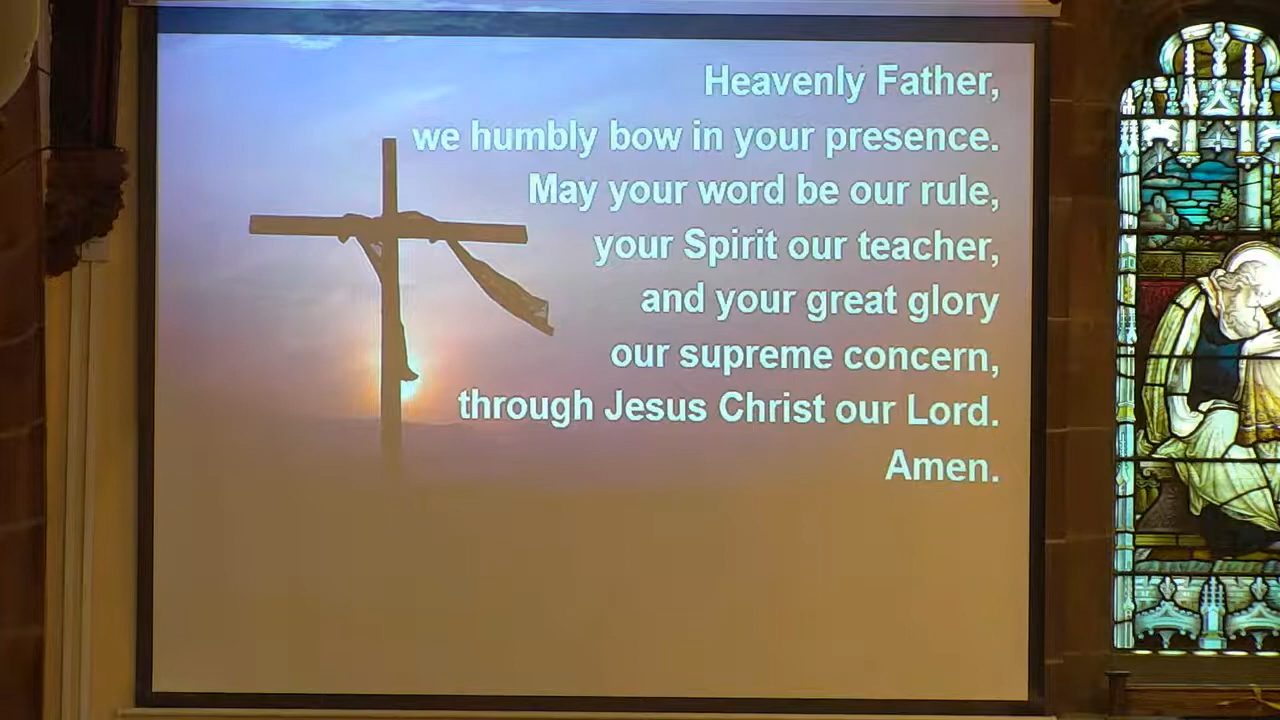 Heavenly Father,
we humbly bow in your presence.
May your word be our rule,
your Spirit our teacher,
and your great glory
our supreme concern,
through Jesus Christ our Lord.
Amen.